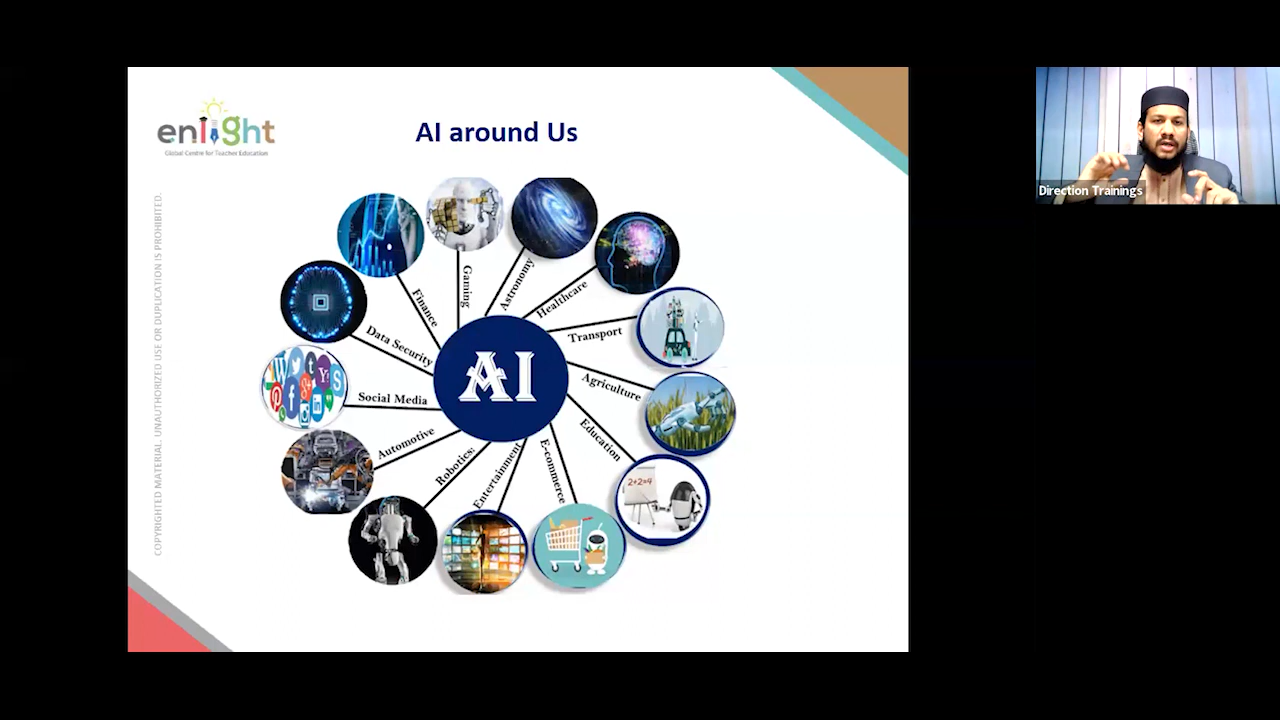 enlight
Global Centre for Teacher Education
AI around Us
COPYRIGHTED MATERIAL. UNAUTHORIZED USE OR DUPLICATION IS PROHIBITED.
Gaming
Astronomy
Healthcare
Finance
Transport
Data Security
AI
Agriculture
Social Media
Education
Automotive
Robotics:
Entertainment
E-commerce
2+2=4
Direction Trainings